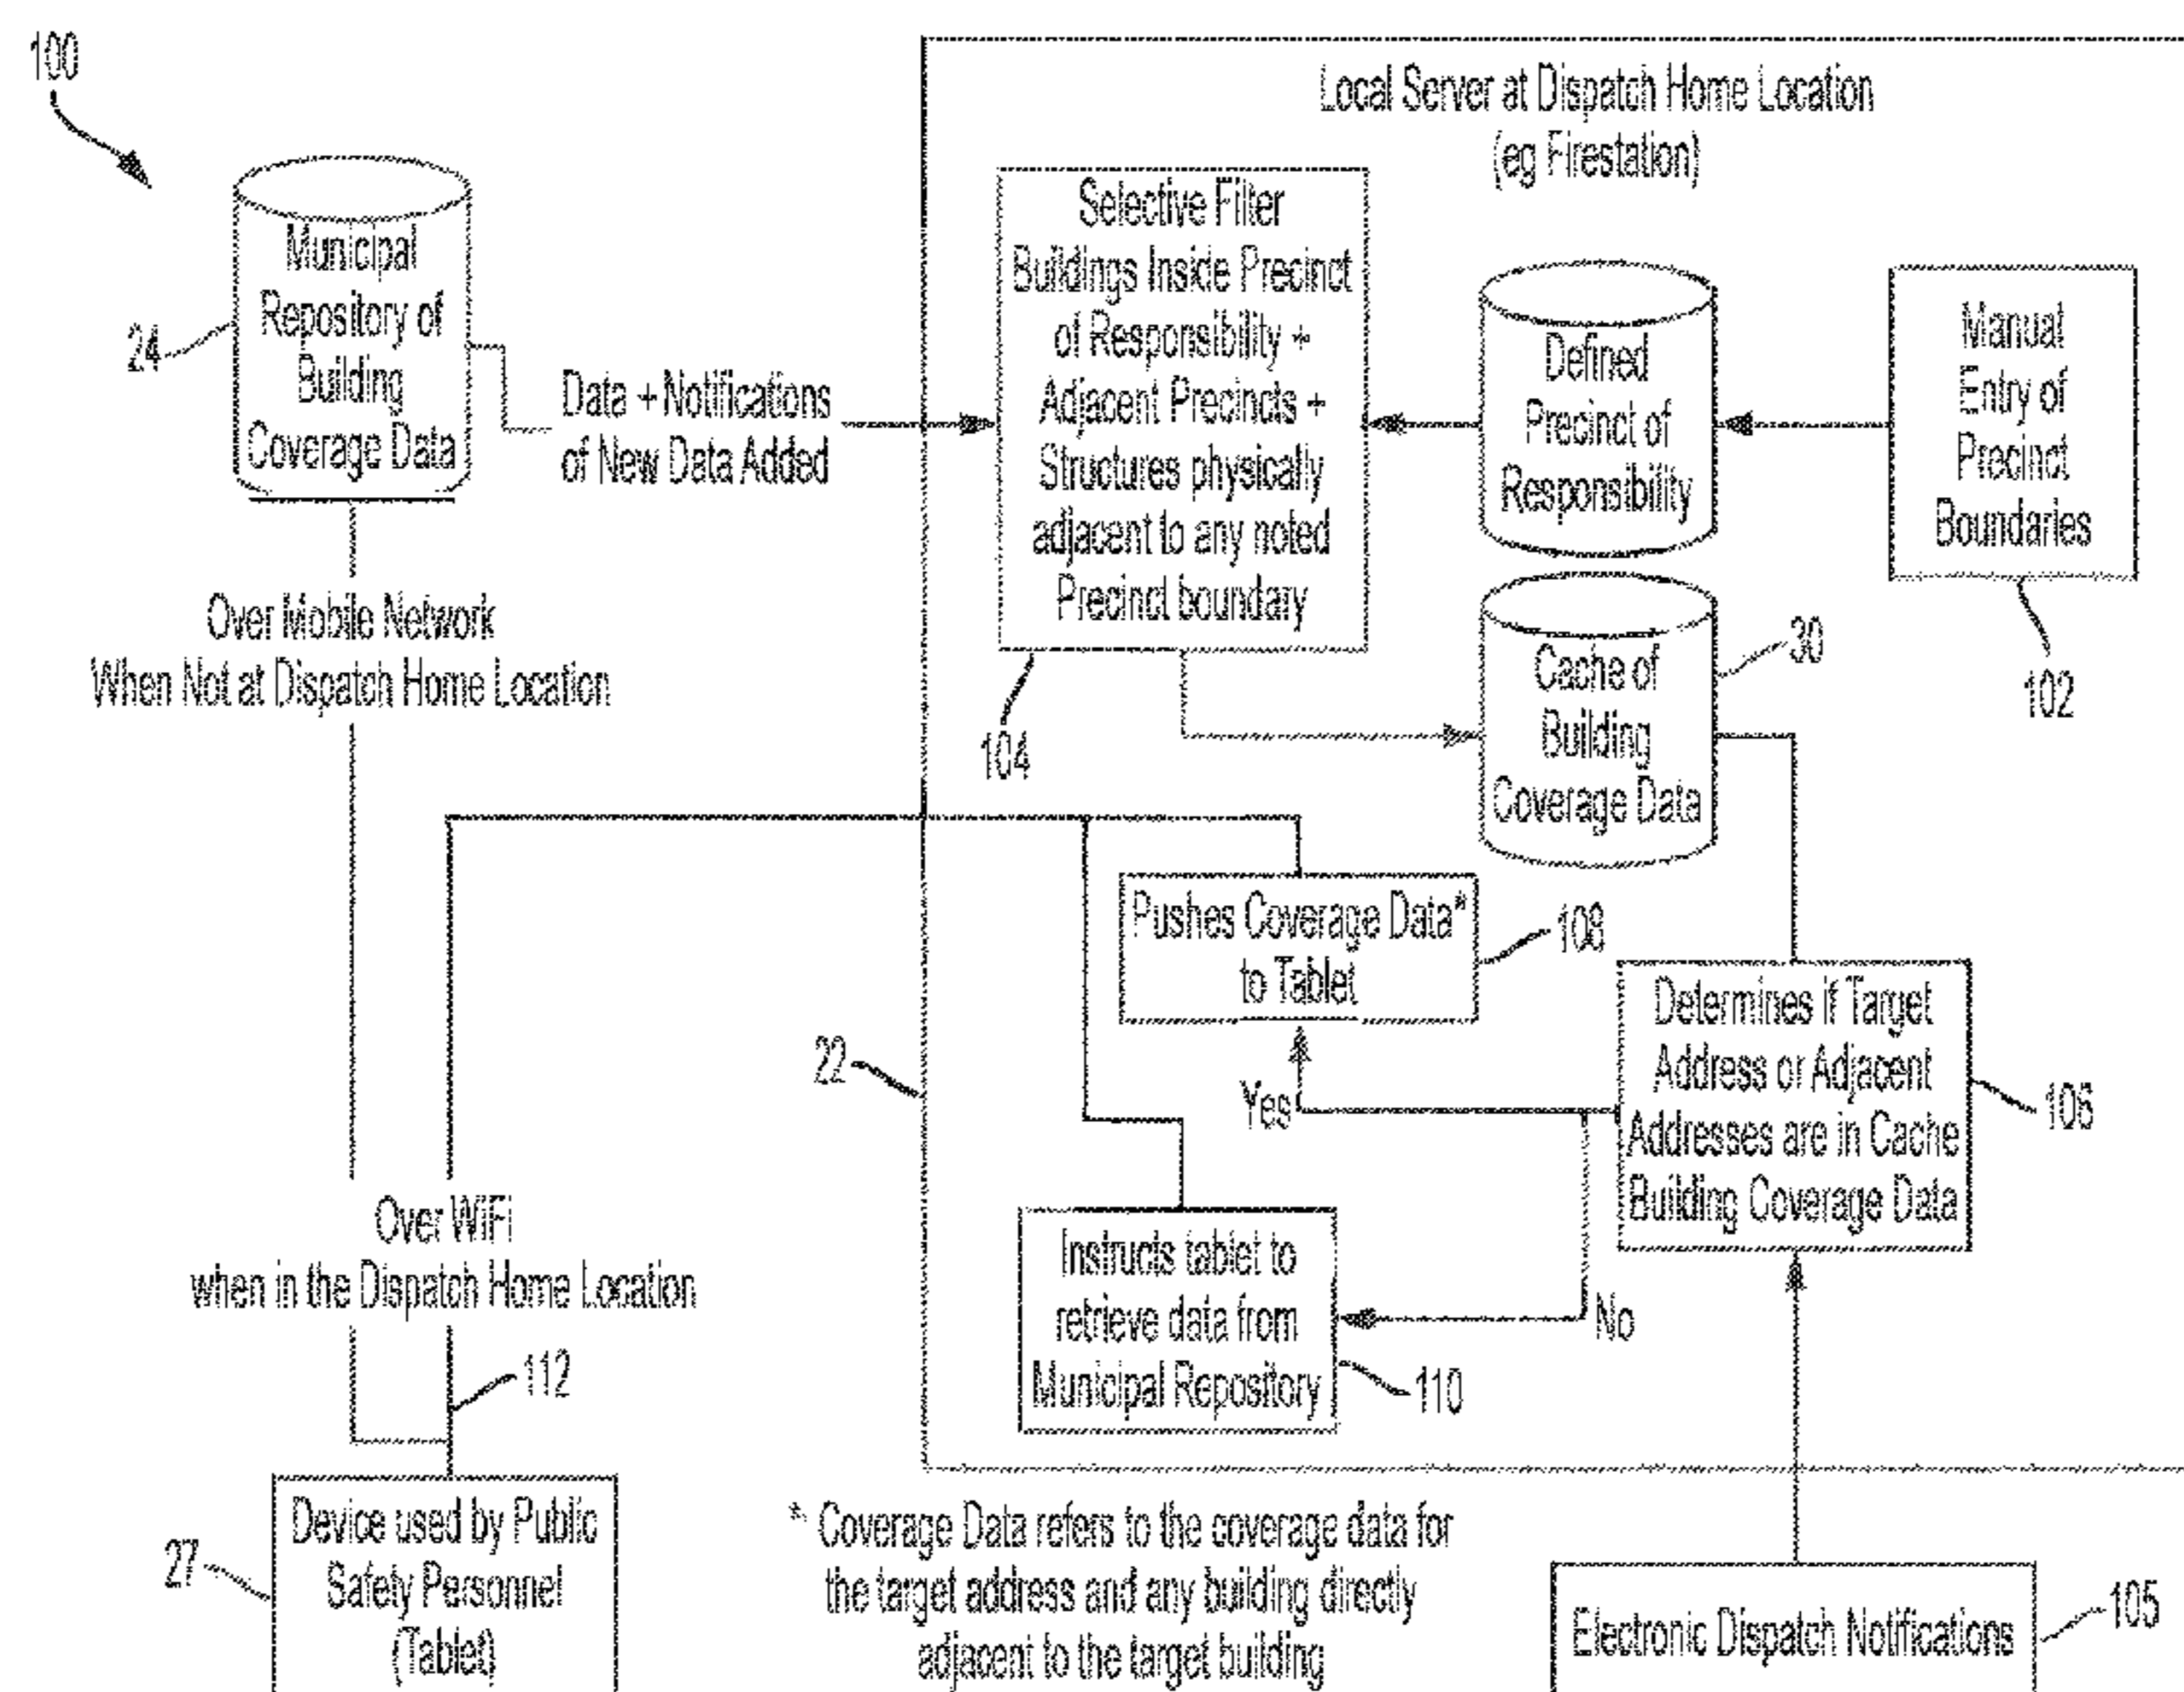 100
Local Server at Dispatch Home Location
(eg Firestation)
Municipal
Repository of
Building
Coverage Data
24
Data + Notifications
of New Data Added
Selective Filter
Buildings Inside Precinct
of Responsibility +
Adjacent Precincts +
Structures physically
adjacent to any noted
Precinct boundary
104
Defined
Precinct of
Responsibility
Manual
Entry of
Precinct
Boundaries
102
Cache of
Building
Coverage Data
30
Over Mobile Network
When Not at Dispatch Home Location
Pushes Coverage Data*
to Tablet
108
Determines if Target
Address or Adjacent
Addresses are in Cache
Building Coverage Data
106
22
Yes
No
Instructs tablet to
retrieve data from
Municipal Repository
110
Over WiFi
when in the Dispatch Home Location
112
Device used by Public
Safety Personnel
(Tablet)
27
* Coverage Data refers to the coverage data for
the target address and any building directly
adjacent to the target building
Electronic Dispatch Notifications
105